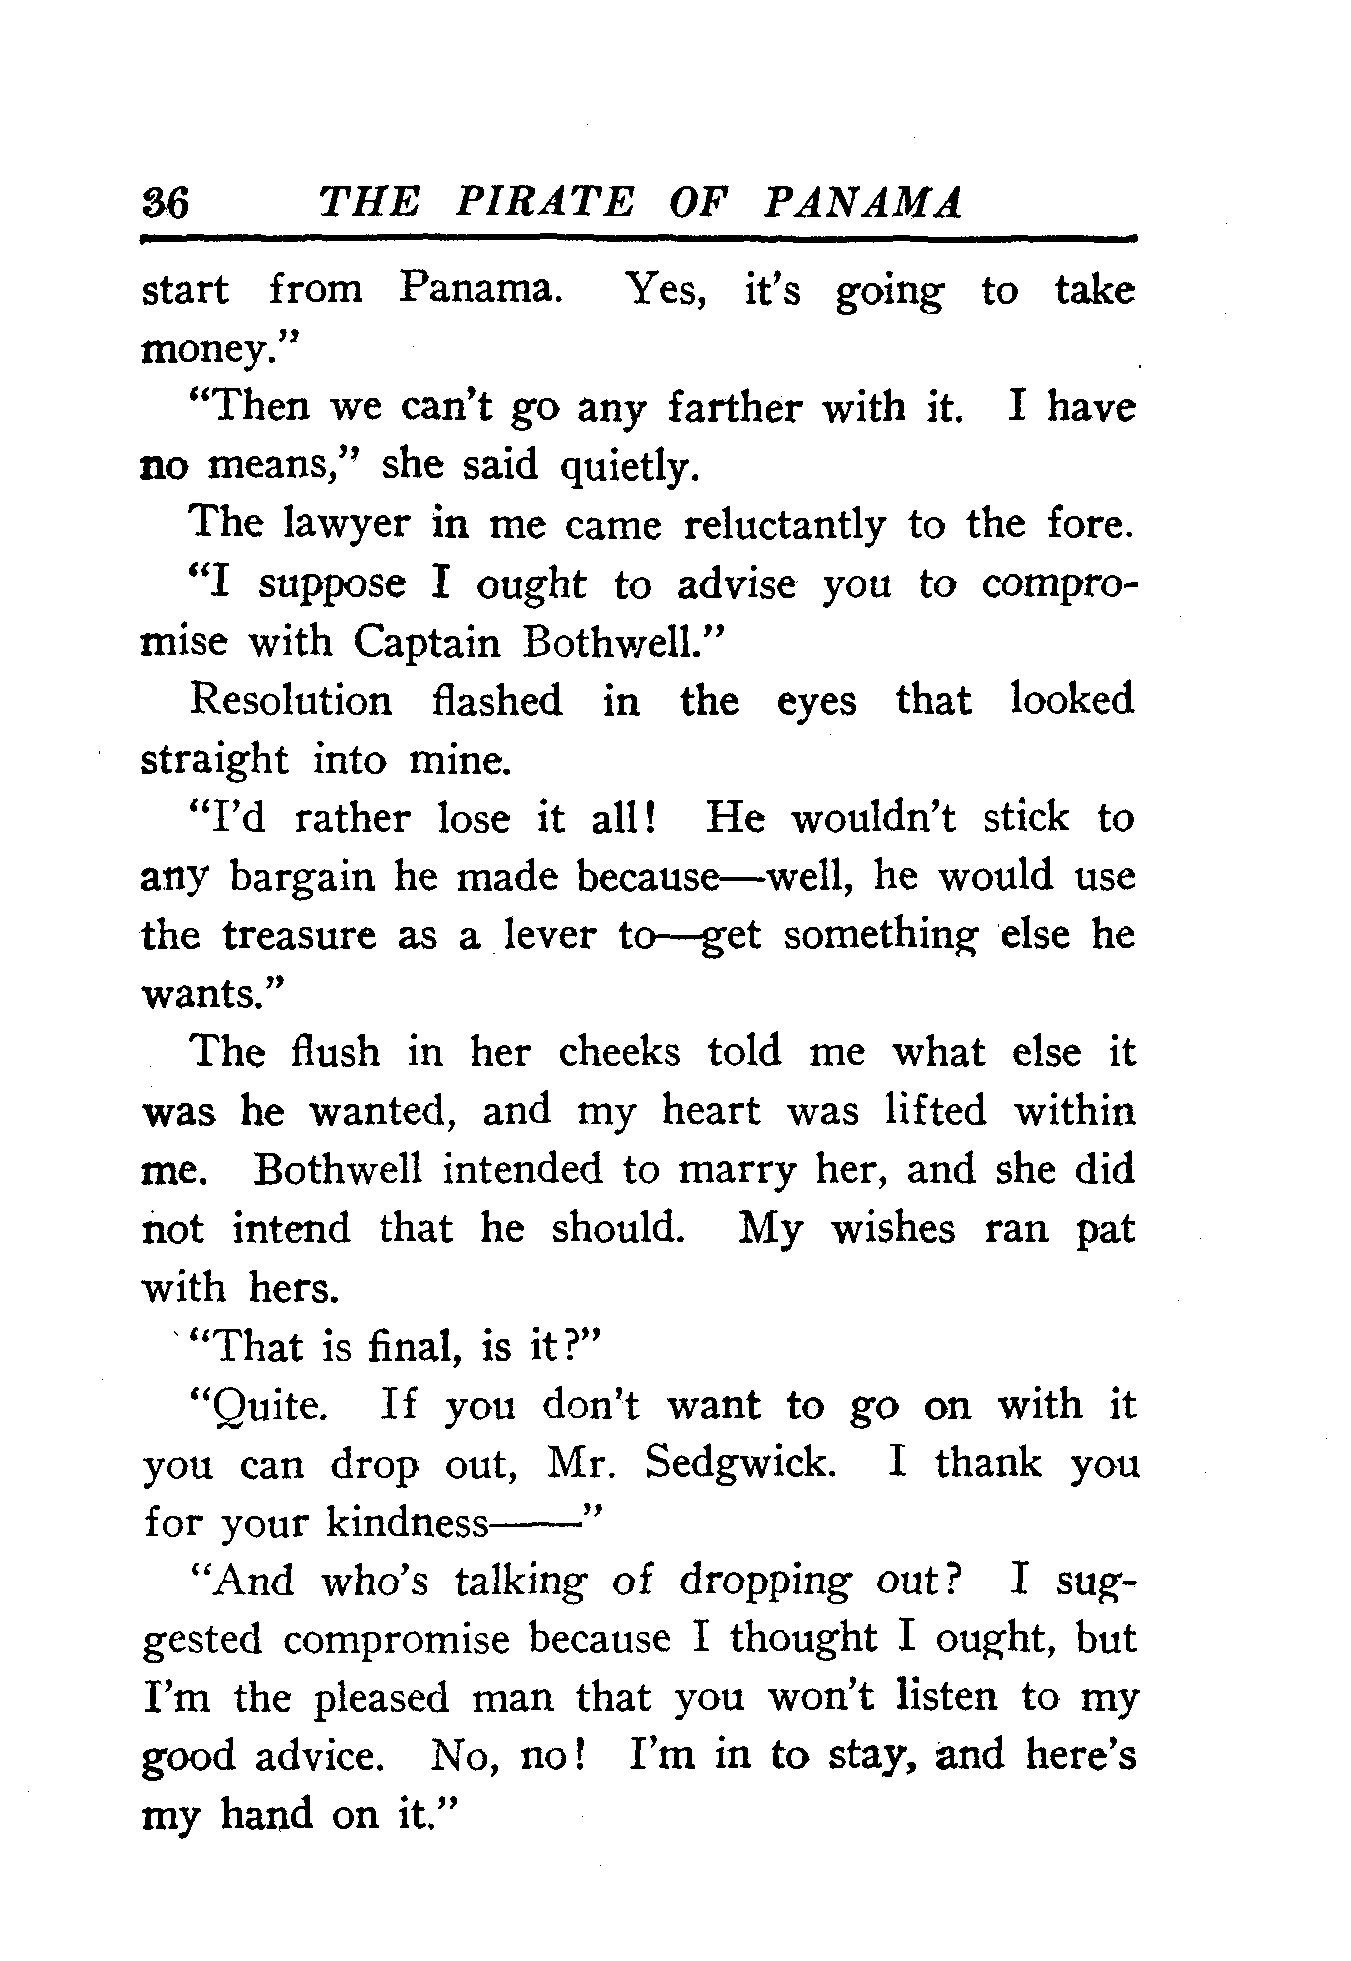 36 THE PIRATE OF PANAMA
start from Panama. Yes, it's going to take
money."
"Then we can't go any farther with it. I have
no means," she said quietly.
The lawyer in me came reluctantly to the fore.
"I suppose I ought to advise you to compro-
mise with Captain Bothwell."
Resolution flashed in the eyes that looked
straight into mine.
"I'd rather lose it all! He wouldn't stick to
any bargain he made because—well, he would use
the treasure as a lever to—get something else he
wants."
The flush in her cheeks told me what else it
was he wanted, and my heart was lifted within
me. Bothwell intended to marry her, and she did
not intend that he should. My wishes ran pat
with hers.
"That is final, is it?"
"Quite. If you don't want to go on with it
you can drop out, Mr. Sedgwick. I thank you
for your kindness——"
"And who's talking of dropping out? I sug-
gested compromise because I thought I ought, but
I'm the pleased man that you won't listen to my
good advice. No, no! I'm in to stay, and here's
my hand on it."